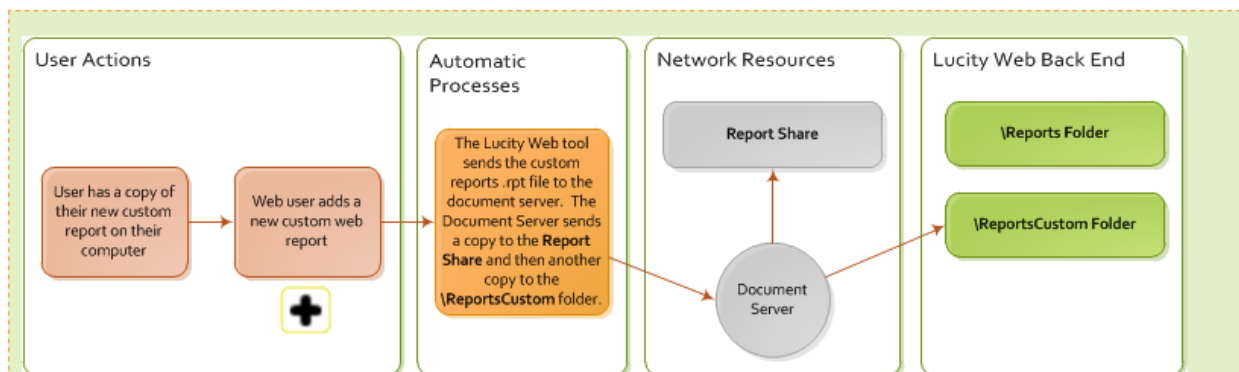 User Actions
User has a copy of
their new custom
report on their
computer
Web user adds a
new custom web
report
Automatic
Processes
The Lucity Web tool
sends the custom
reports .rpt file to the
document server.  The
Document Server sends
a copy to the Report
Share and then another
copy to the
\ReportsCustom folder.
Network Resources
Report Share
Document
Server
Lucity Web Back End
\Reports Folder
\ReportsCustom Folder